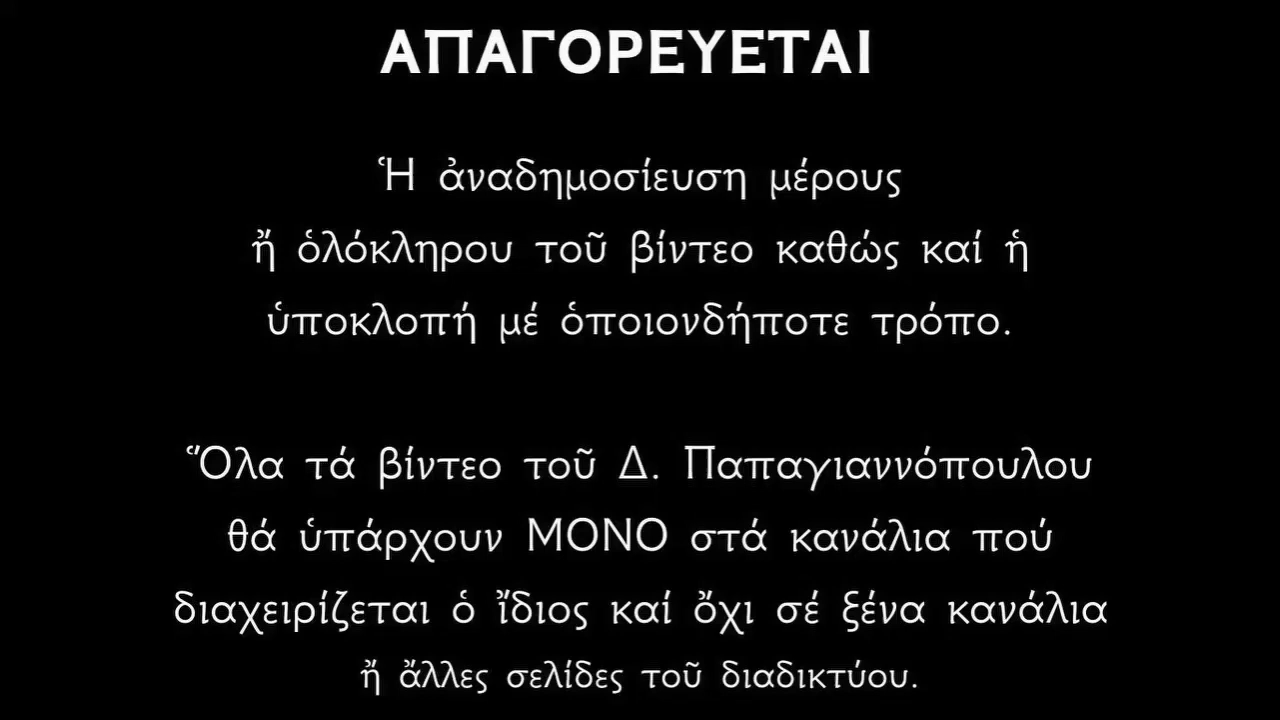 ΑΠΑΓΟΡΕΥΕΤΑΙ
Ἡ ἀναδημοσίευση μέρους
ἤ ὁλόκληρου τοῦ βίντεο καθώς καί ἡ
ὑποκλοπή μέ ὁποιονδήποτε τρόπο.
Ὅλα τά βίντεο τοῦ Δ. Παπαγιαννόπουλου
θά ὑπάρχουν ΜΟΝΟ στά κανάλια πού
διαχειρίζεται ὁ ἴδιος καί ὄχι σέ ξένα κανάλια
ἤ ἄλλες σελίδες τοῦ διαδικτύου.